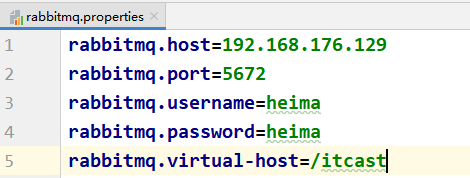 rabbitmq.properties
1 rabbitmq.host=192.168.176.129
2 rabbitmq.port=5672
3 rabbitmq.username=heima
4 rabbitmq.password=heima
5 rabbitmq.virtual-host=/itcast